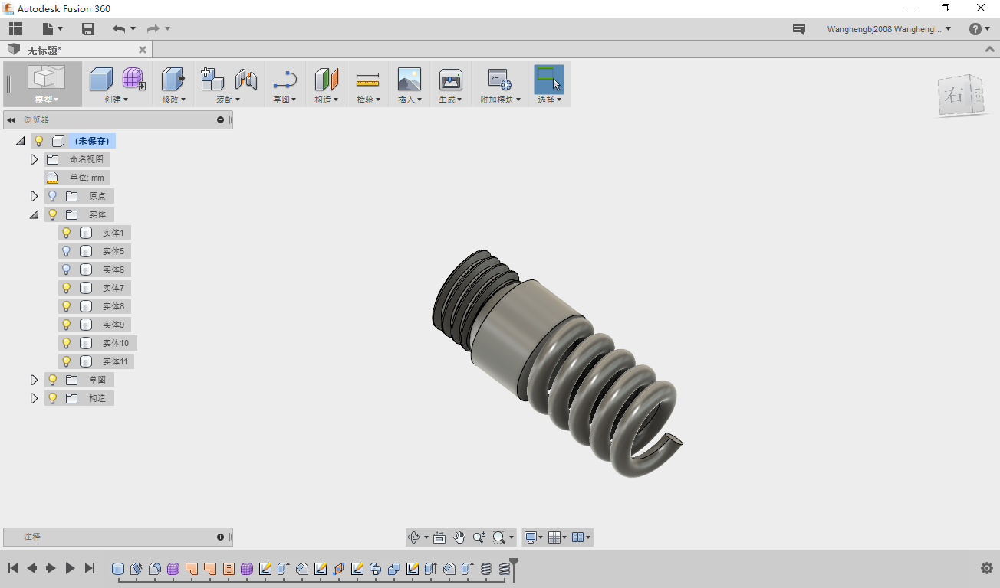 Autodesk Fusion 360
Wanghengbj2008 Wanghengl...
无标题*
模型
创建
修改
装配
草图
构造
检验
插入
生成
附加模块
选择
右
浏览器
(未保存)
命名视图
单位: mm
原点
实体
实体1
实体5
实体6
实体7
实体8
实体9
实体10
实体11
草图
构造
注释